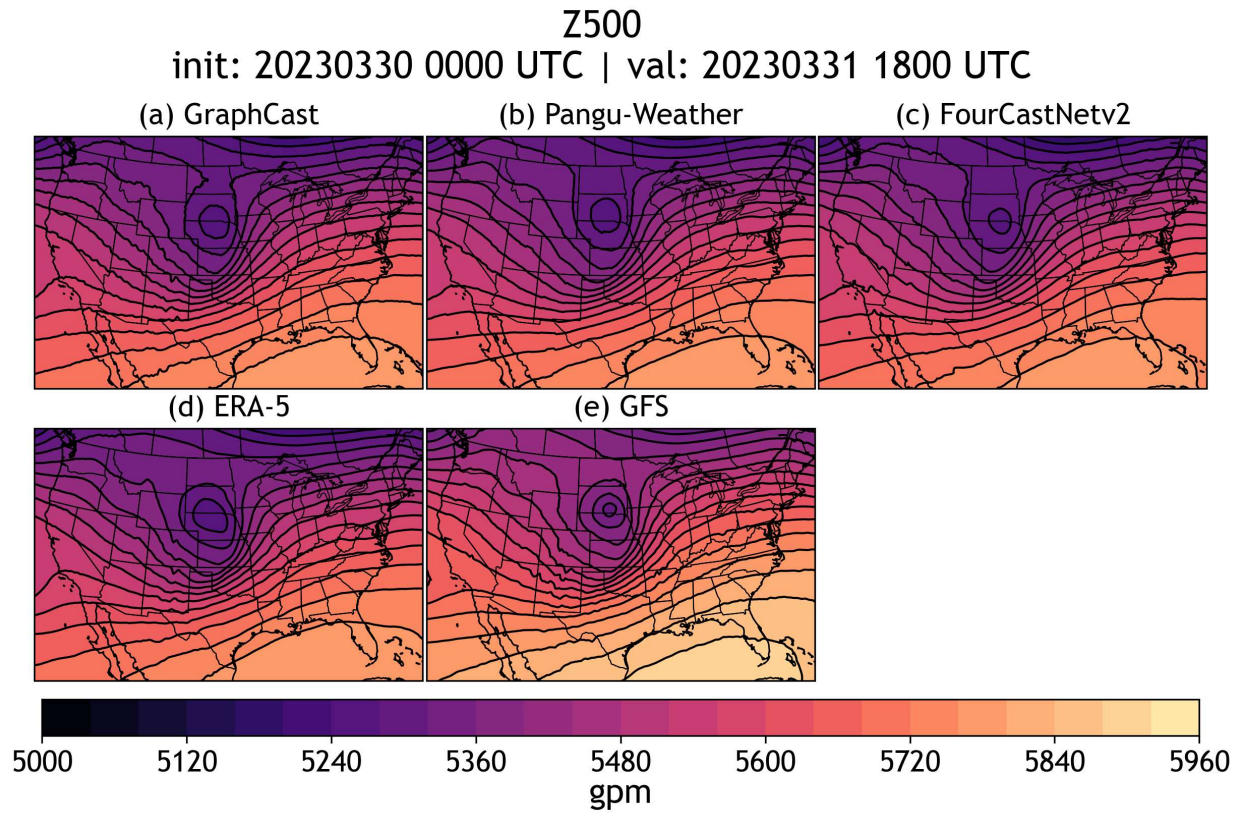 Z500
init: 20230330 0000 UTC | val: 20230331 1800 UTC
(a) GraphCast
(b) Pangu-Weather
(c) FourCastNetv2
(d) ERA-5
(e) GFS
5000 5120 5240 5360 5480 5600 5720 5840 5960
gpm